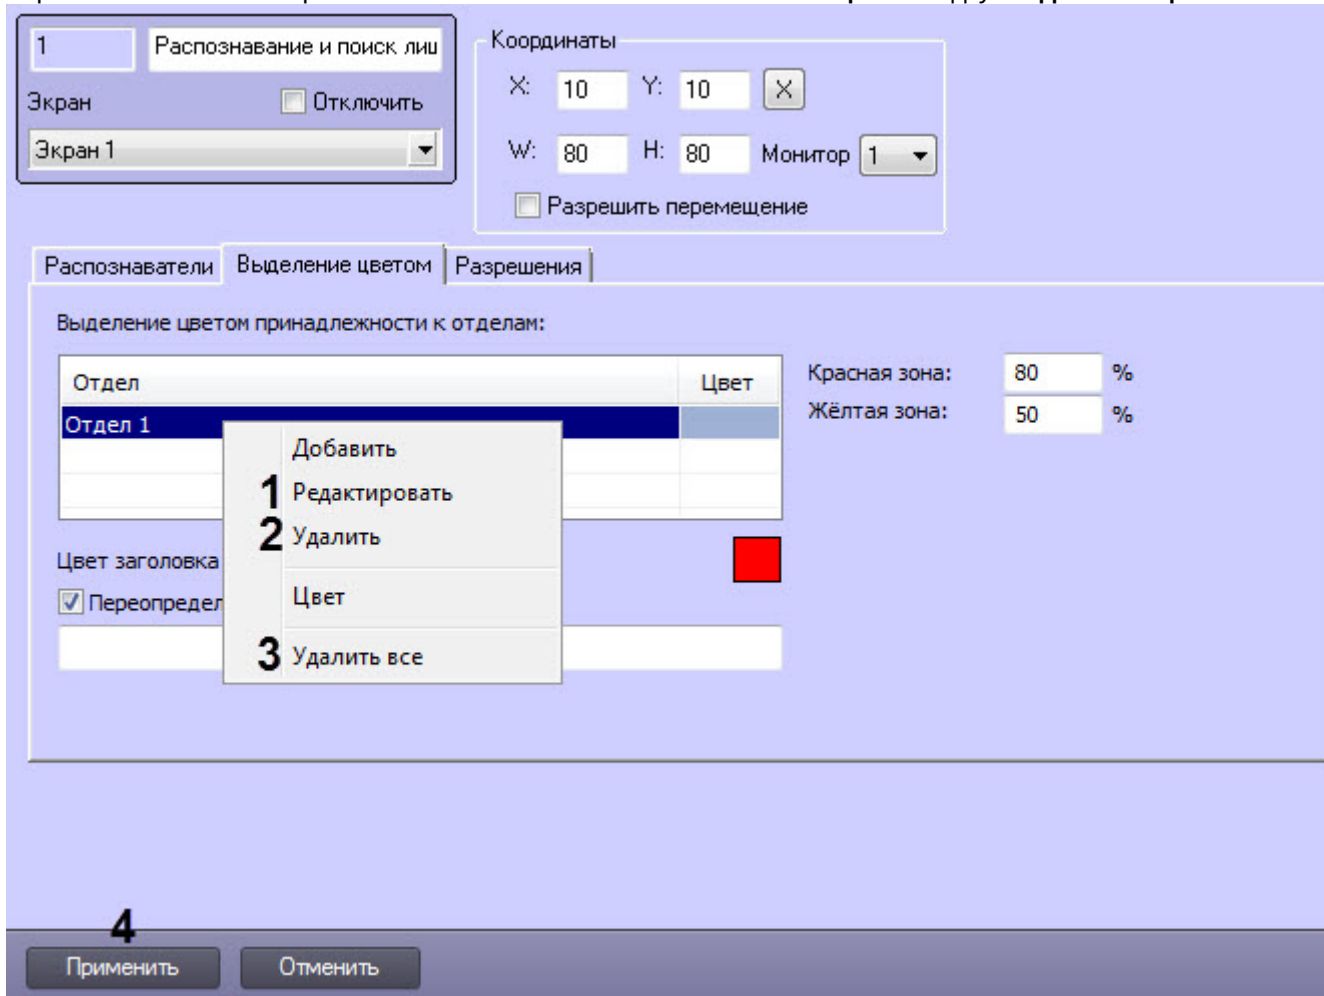 1 Распознавание и поиск лиц
Экран Отключить
Экран 1
Координаты
X: 10 Y: 10 X
W: 80 H: 80 Монитор 1
Разрешить перемещение
Распознаватели Выделение цветом Разрешения
Выделение цветом принадлежности к отделам:
Отдел Цвет
Отдел 1
Красная зона: 80 %
Жёлтая зона: 50 %
Добавить
1 Редактировать
2 Удалить
Цвет
3 Удалить все
Цвет заголовка
Переопредел
4
Применить Отменить